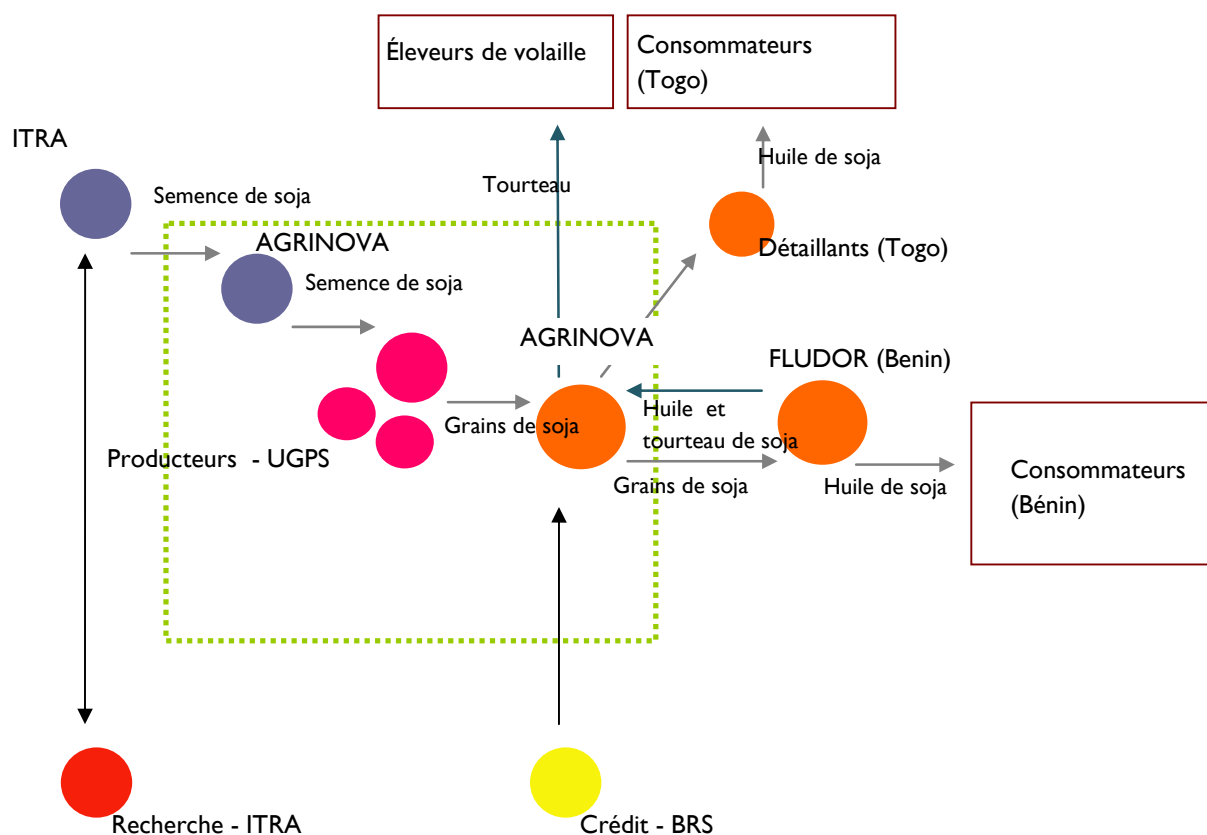 Éleveurs de volaille
Consommateurs
(Togo)
ITRA
Huile de soja
Tourteau
Semence de soja
AGRINOVA
Détaillants (Togo)
Semence de soja
AGRINOVA
FLUDOR (Benin)
Huile et
tourteau de soja
Grains de soja
Producteurs - UGPS
Grains de soja
Huile de soja
Consommateurs
(Bénin)
Recherche - ITRA
Crédit - BRS